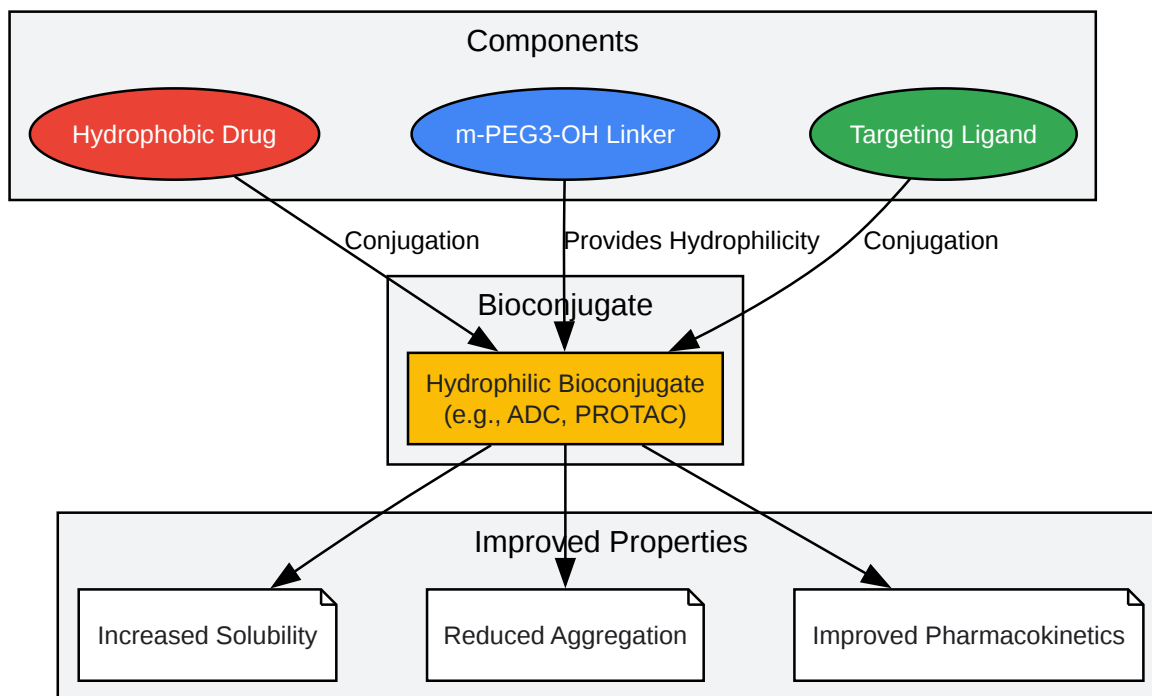 Components
Hydrophobic Drug
m-PEG3-OH Linker
Targeting Ligand
Conjugation
Provides Hydrophilicity
Conjugation
Bioconjugate
Hydrophilic Bioconjugate
(e.g., ADC, PROTAC)
Improved Properties
Increased Solubility
Reduced Aggregation
Improved Pharmacokinetics